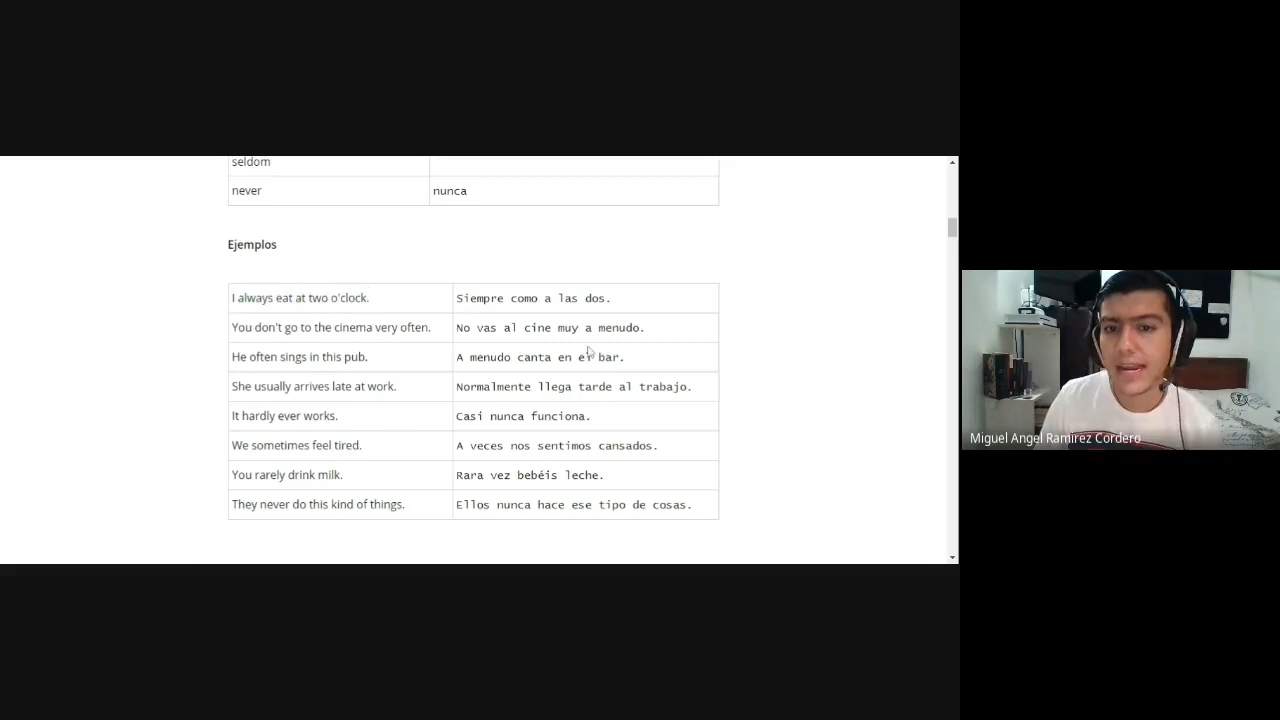 seldom
never nunca
Ejemplos
I always eat at two o'clock. Siempre como a las dos.
You don't go to the cinema very often. No vas al cine muy a menudo.
He often sings in this pub. A menudo canta en el bar.
She usually arrives late at work. Normalmente llega tarde al trabajo.
It hardly ever works. Casi nunca funciona.
We sometimes feel tired. A veces nos sentimos cansados.
You rarely drink milk. Rara vez bebéis leche.
They never do this kind of things. Ellos nunca hace ese tipo de cosas.
Miguel Angel Ramirez Cordero